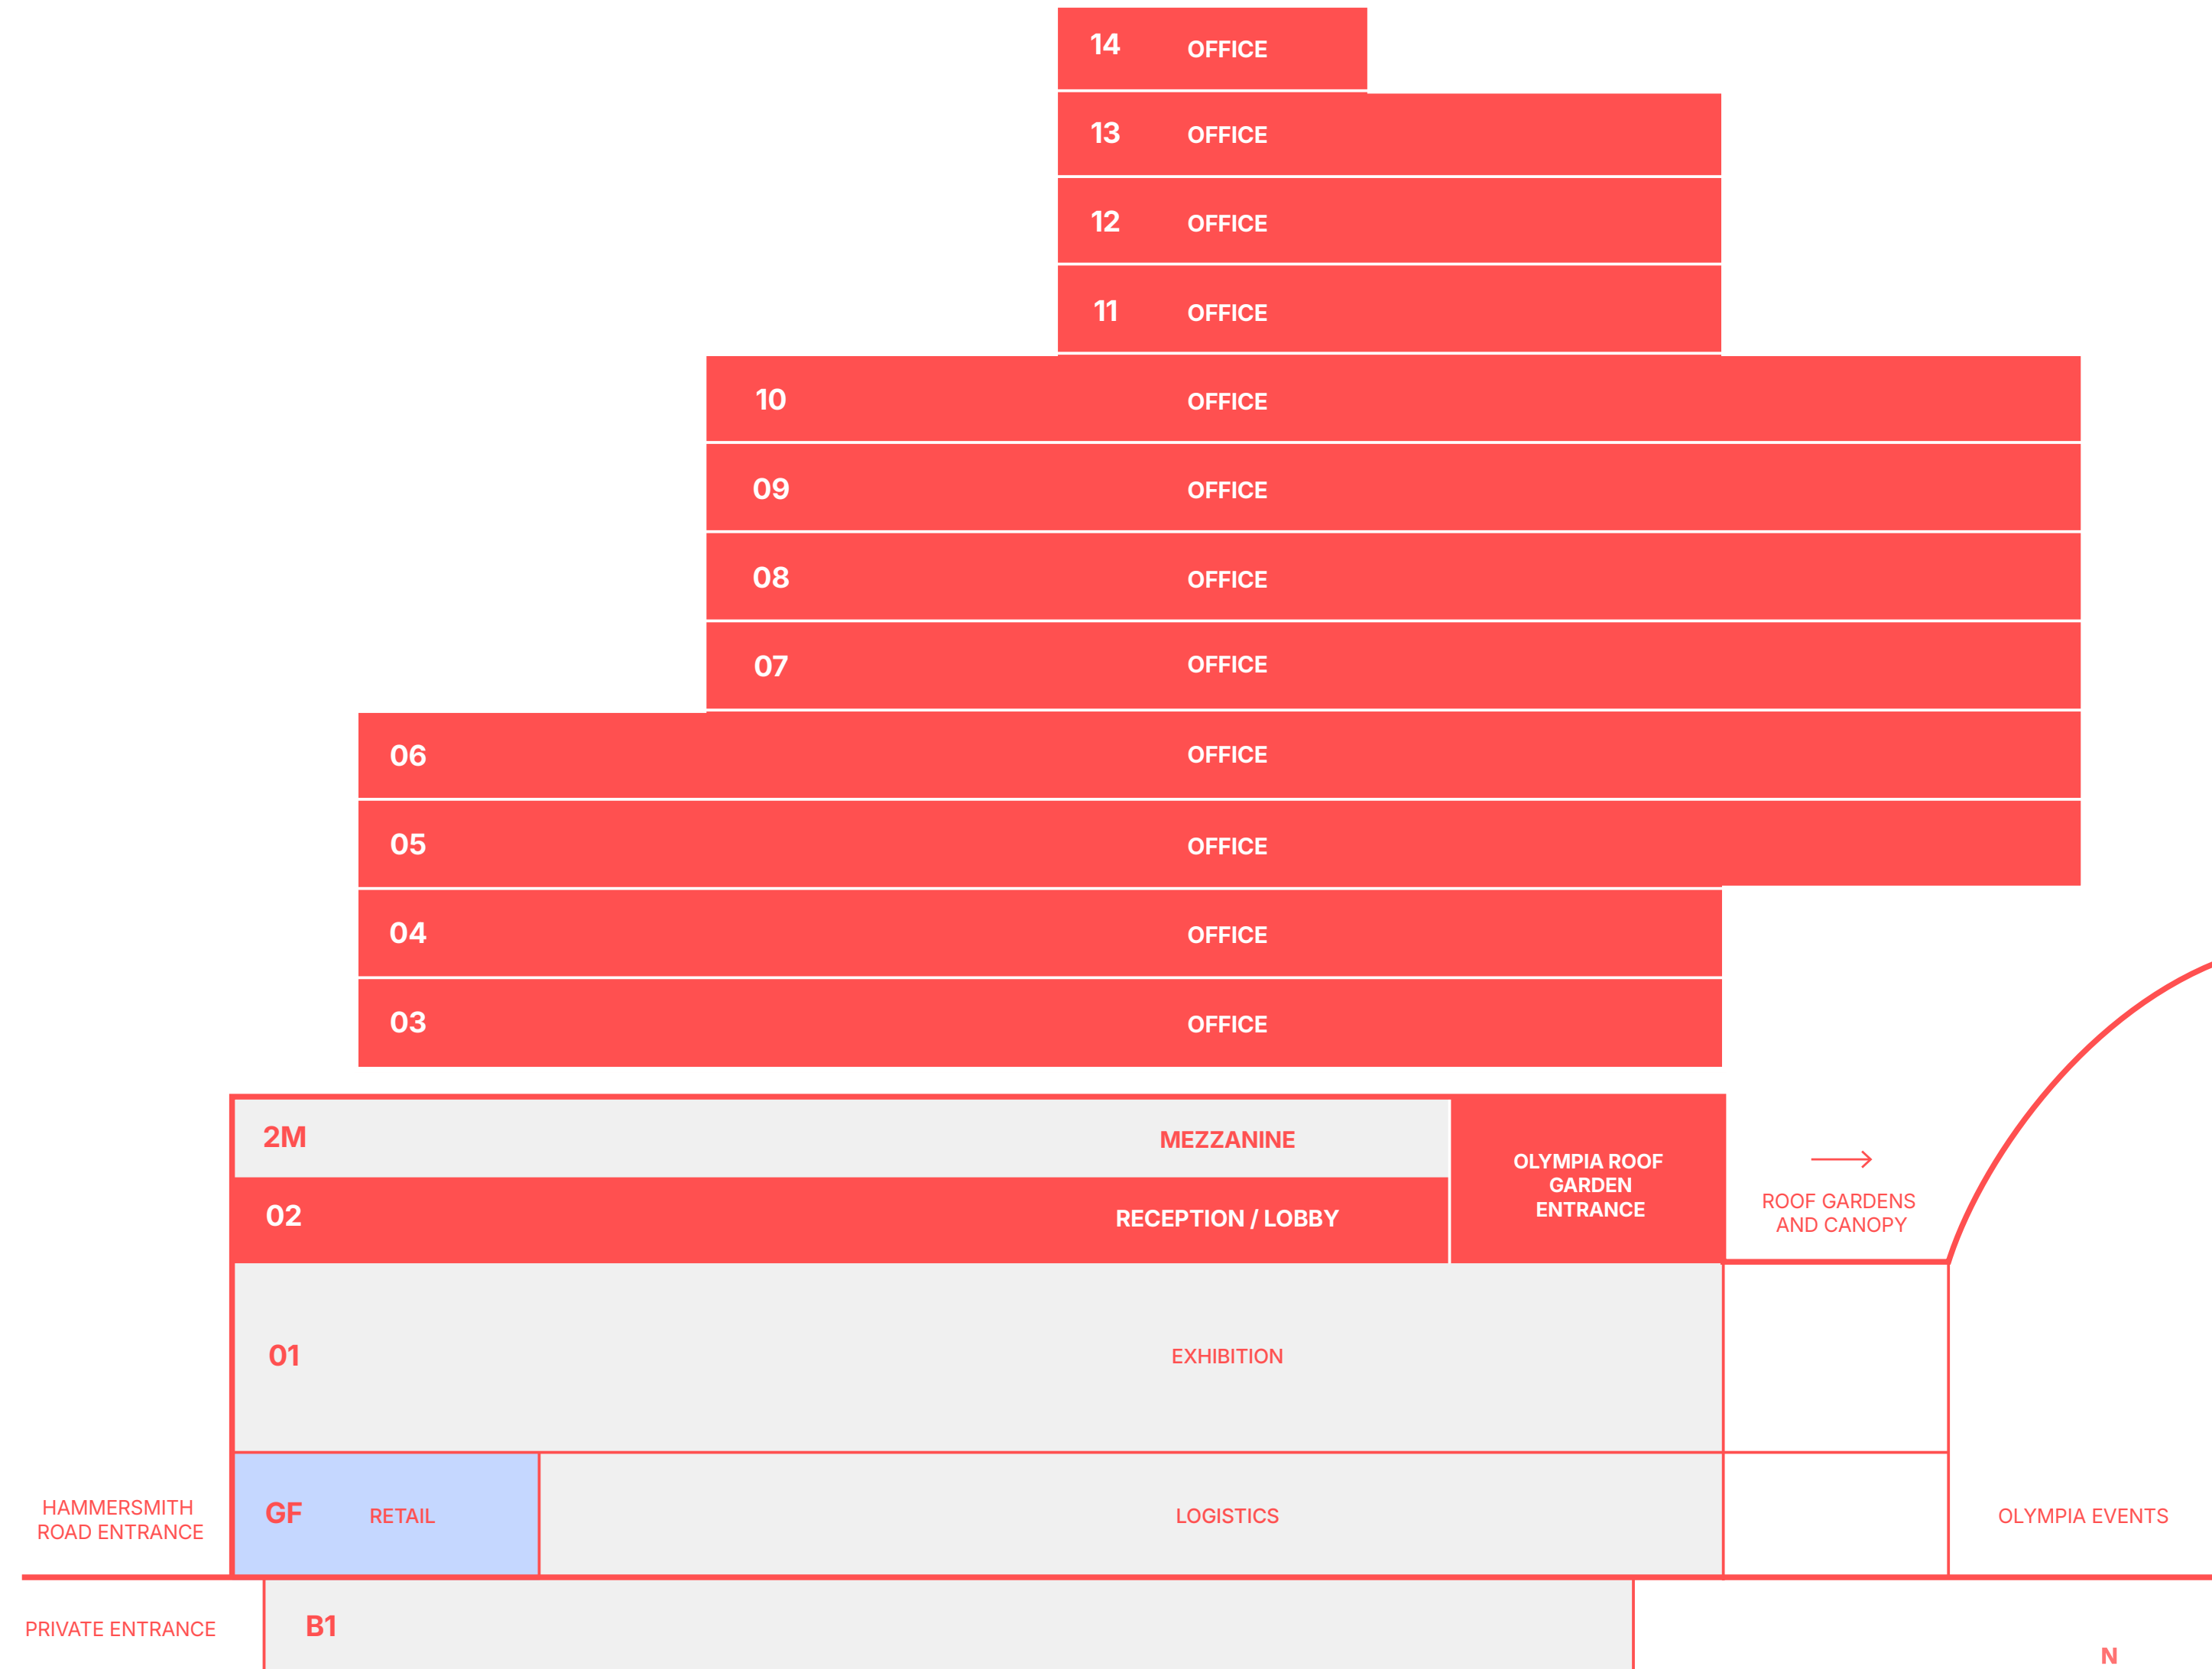 14 OFFICE
13 OFFICE
12 OFFICE
11 OFFICE
10 OFFICE
09 OFFICE
08 OFFICE
07 OFFICE
06 OFFICE
05 OFFICE
04 OFFICE
03 OFFICE
2M MEZZANINE
02 RECEPTION / LOBBY
OLYMPIA ROOF
GARDEN
ENTRANCE
ROOF GARDENS
AND CANOPY
01 EXHIBITION
HAMMERSMITH
ROAD ENTRANCE
GF RETAIL LOGISTICS
OLYMPIA EVENTS
PRIVATE ENTRANCE
B1
N